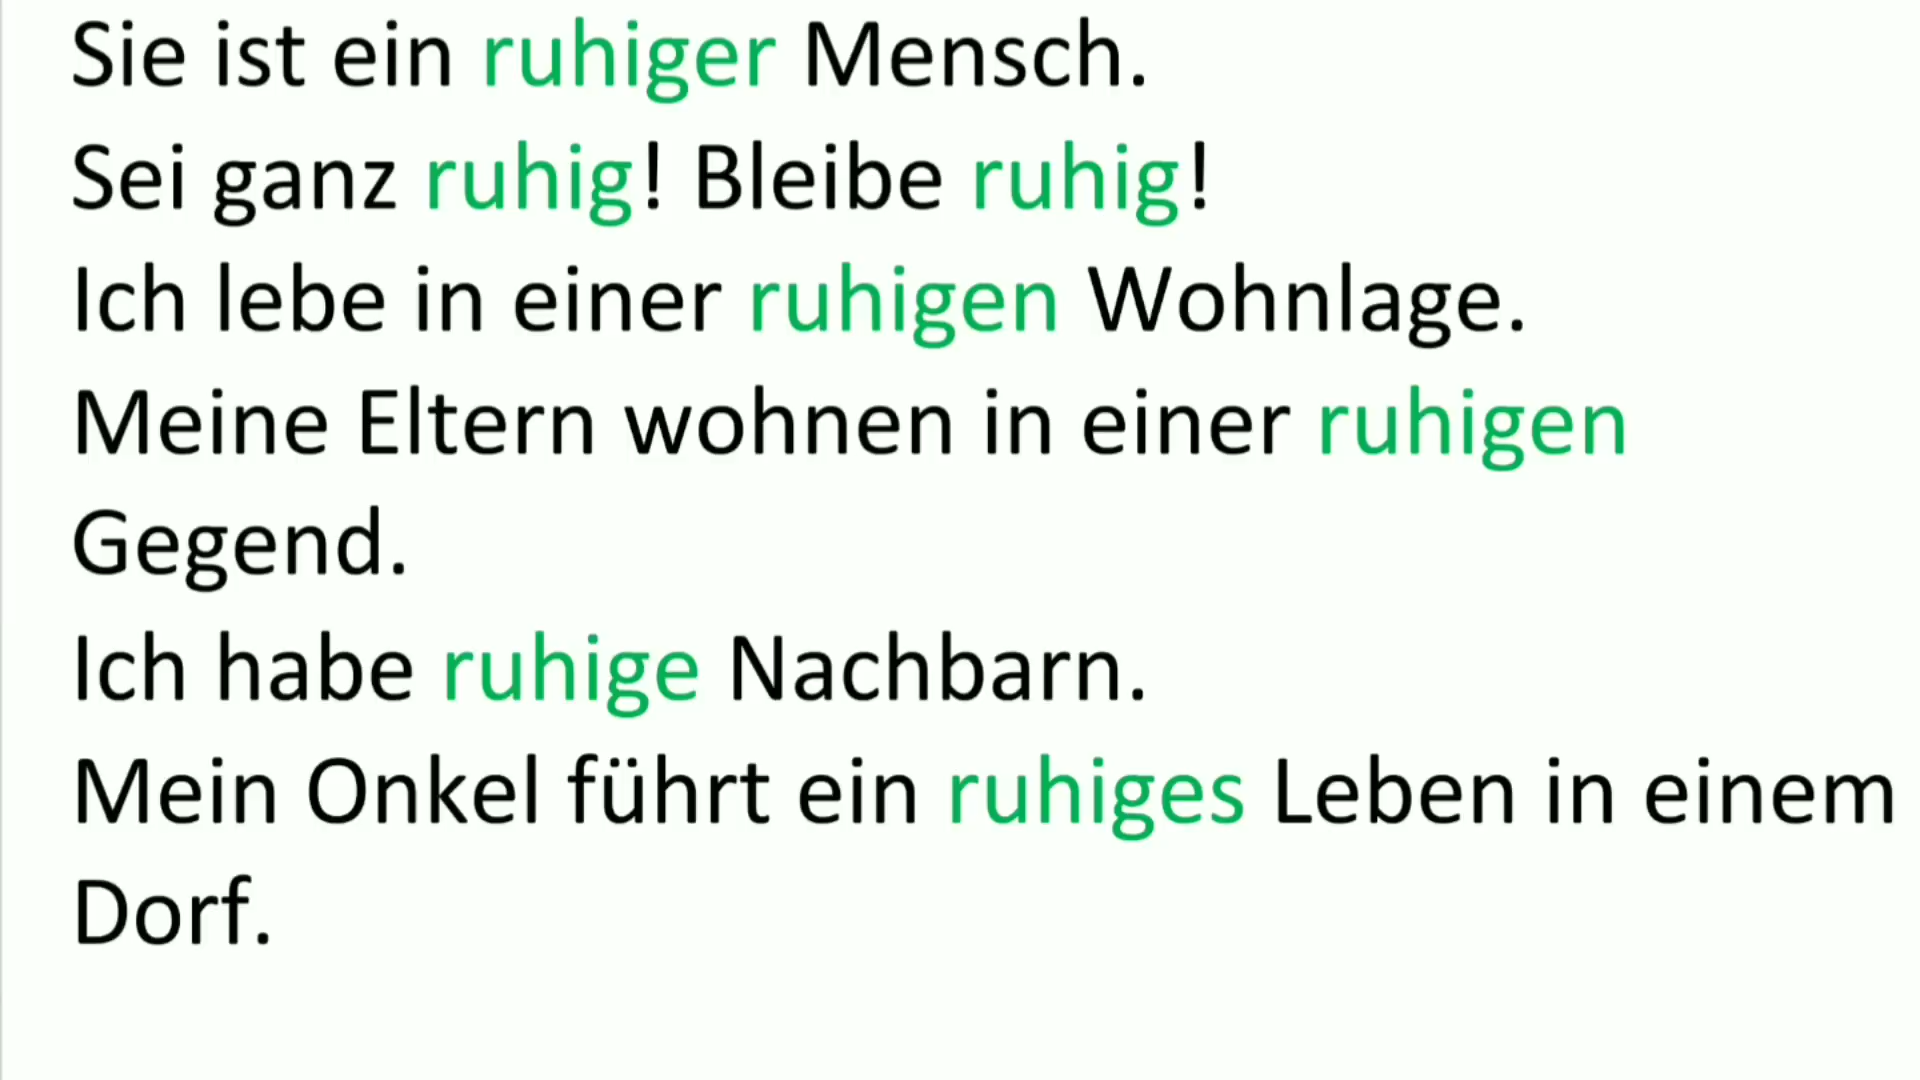 Sie ist ein ruhiger Mensch.
Sei ganz ruhig! Bleibe ruhig!
Ich lebe in einer ruhigen Wohnlage.
Meine Eltern wohnen in einer ruhigen
Gegend.
Ich habe ruhige Nachbarn.
Mein Onkel führt ein ruhiges Leben in einem
Dorf.